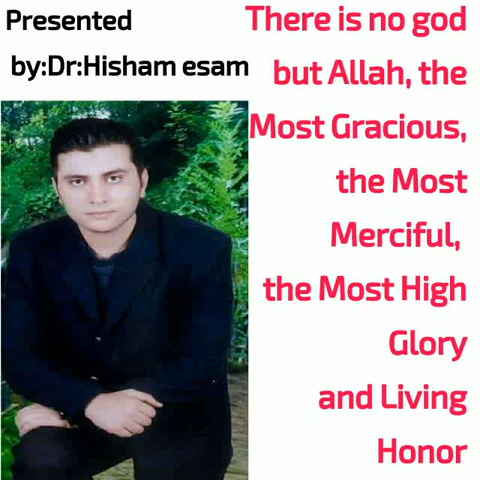 Presented
by:Dr:Hisham esam
There is no god
but Allah, the
Most Gracious,
the Most
Merciful,
the Most High
Glory
and Living
Honor